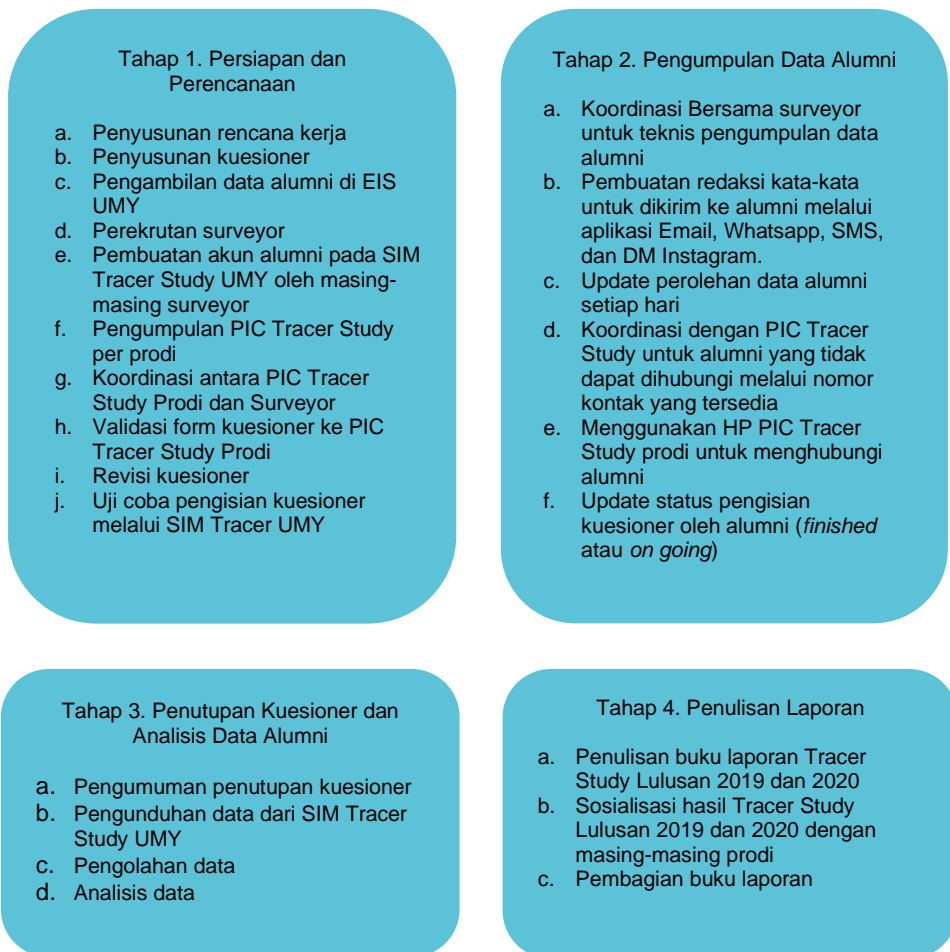 Tahap 1. Persiapan dan
Perencanaan
a. Penyusunan rencana kerja
b. Penyusunan kuesioner
c. Pengambilan data alumni di EIS
UMY
d. Perekrutan surveyor
e. Pembuatan akun alumni pada SIM
Tracer Study UMY oleh masing-
masing surveyor
f. Pengumpulan PIC Tracer Study
per prodi
g. Koordinasi antara PIC Tracer
Study Prodi dan Surveyor
h. Validasi form kuesioner ke PIC
Tracer Study Prodi
i. Revisi kuesioner
j. Uji coba pengisian kuesioner
melalui SIM Tracer UMY
Tahap 2. Pengumpulan Data Alumni
a. Koordinasi Bersama surveyor
untuk teknis pengumpulan data
alumni
b. Pembuatan redaksi kata-kata
untuk dikirim ke alumni melalui
aplikasi Email, Whatsapp, SMS,
dan DM Instagram.
c. Update perolehan data alumni
setiap hari
d. Koordinasi dengan PIC Tracer
Study untuk alumni yang tidak
dapat dihubungi melalui nomor
kontak yang tersedia
e. Menggunakan HP PIC Tracer
Study prodi untuk menghubungi
alumni
f. Update status pengisian
kuesioner oleh alumni (finished
atau on going)
Tahap 3. Penutupan Kuesioner dan
Analisis Data Alumni
a. Pengumuman penutupan kuesioner
b. Pengunduhan data dari SIM Tracer
Study UMY
c. Pengolahan data
d. Analisis data
Tahap 4. Penulisan Laporan
a. Penulisan buku laporan Tracer
Study Lulusan 2019 dan 2020
b. Sosialisasi hasil Tracer Study
Lulusan 2019 dan 2020 dengan
masing-masing prodi
c. Pembagian buku laporan